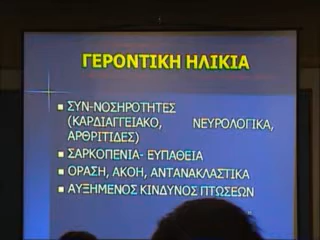 ΓΕΡΟΝΤΙΚΗ ΗΛΙΚΙΑ
ΣΥΝ-ΝΟΣΗΡΟΤΗΤΕΣ
(ΚΑΡΔΙΑΓΓΕΙΑΚΟ, ΝΕΥΡΟΛΟΓΙΚΑ,
ΑΡΘΡΙΤΙΔΕΣ)
ΣΑΡΚΟΠΕΝΙΑ- ΕΥΠΑΘΕΙΑ
ΟΡΑΣΗ, ΑΚΟΗ, ΑΝΤΑΝΑΚΛΑΣΤΙΚΑ
ΑΥΞΗΜΕΝΟΣ ΚΙΝΔΥΝΟΣ ΠΤΩΣΕΩΝ